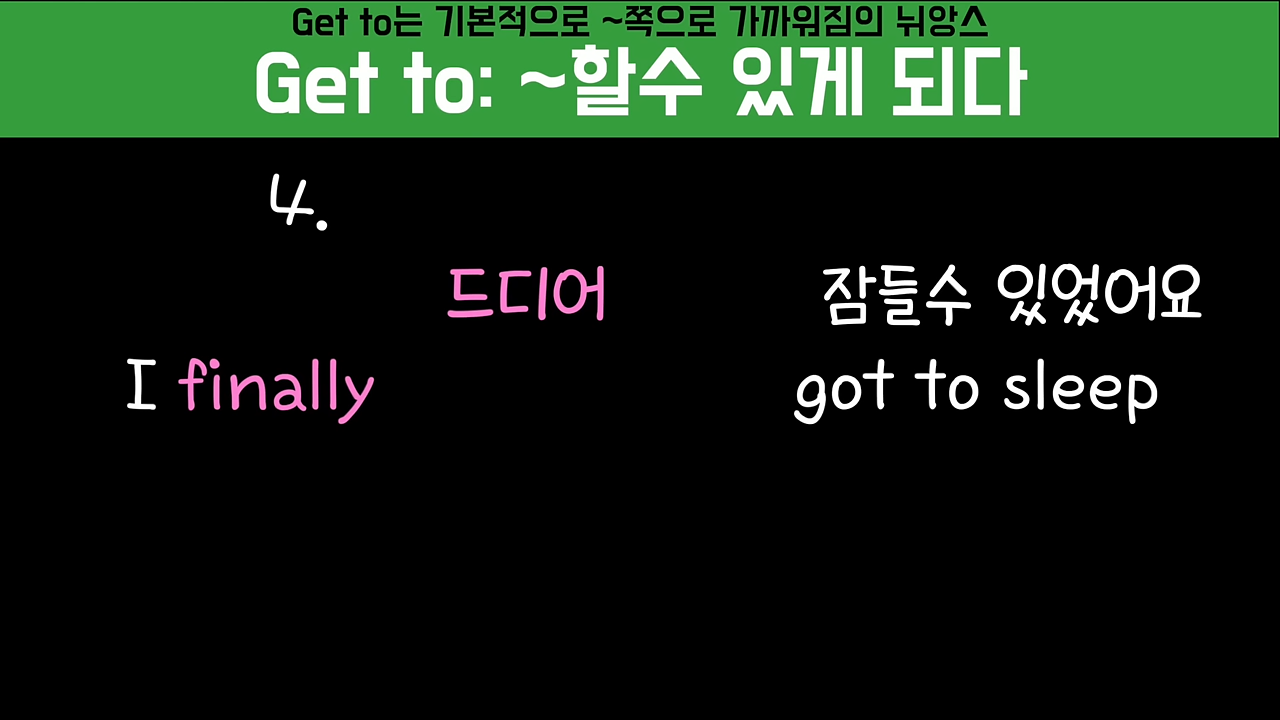 Get to는 기본적으로 ~쪽으로 가까워짐의 뉘앙스
Get to: ~할수 있게 되다
4.
드디어 잠들수 있었어요
I finally got to sleep